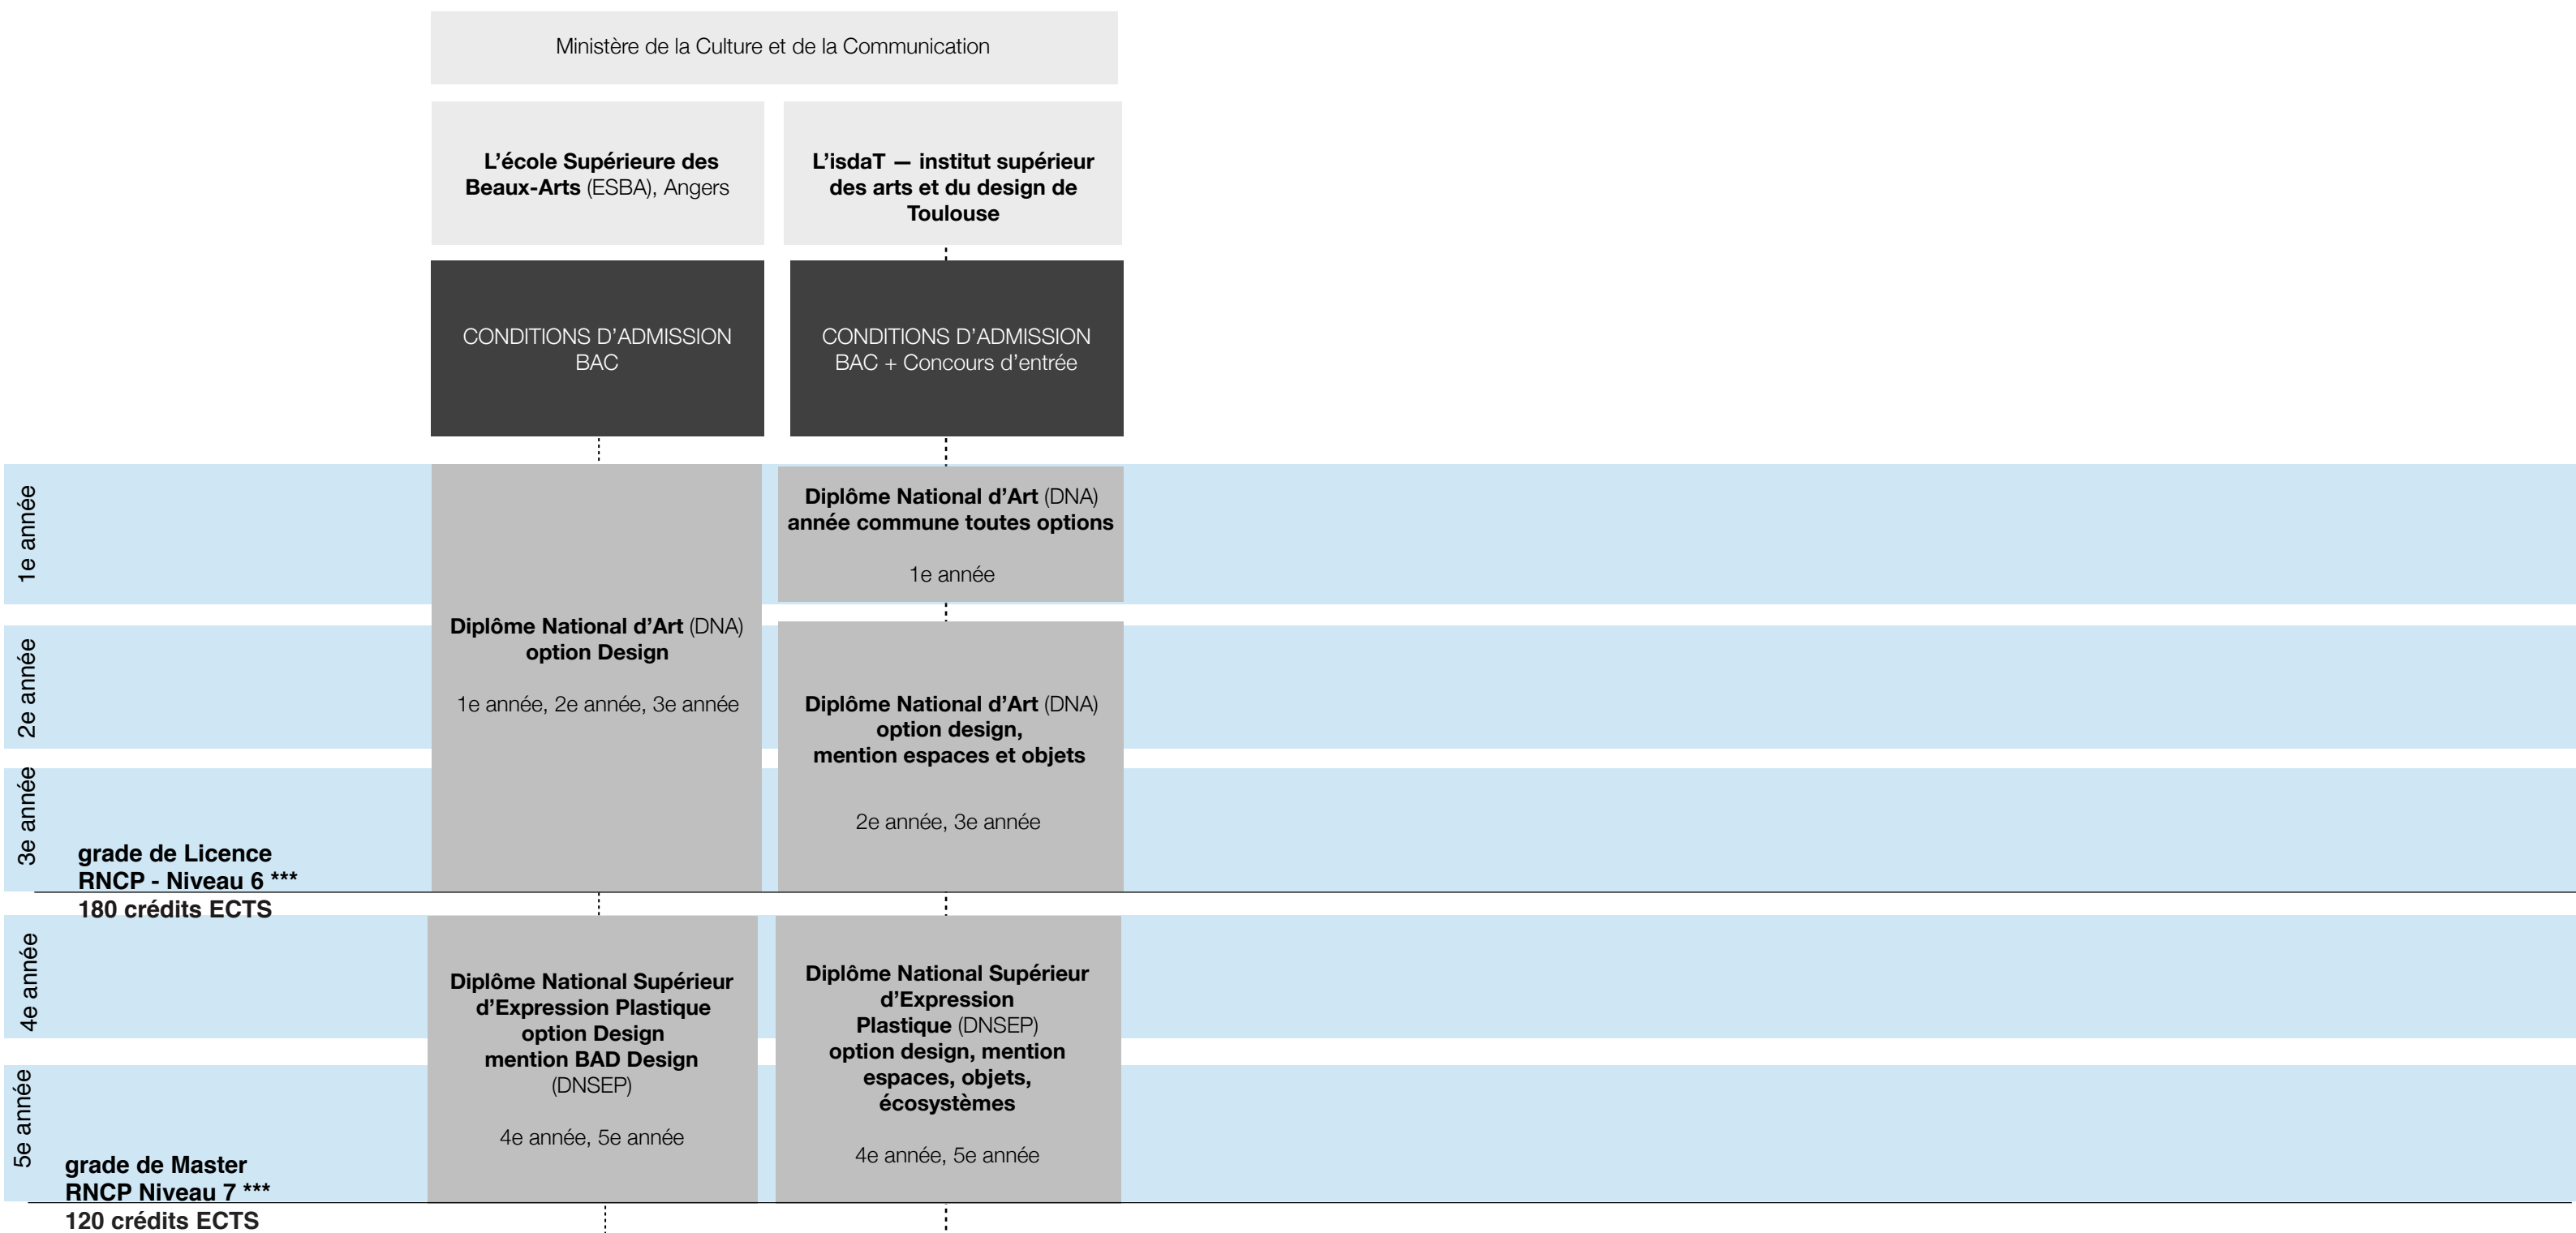 Ministère de la Culture et de la Communication
L’école Supérieure des
Beaux-Arts (ESBA), Angers
L’isdaT — institut supérieur
des arts et du design de
Toulouse
CONDITIONS D’ADMISSION
BAC
CONDITIONS D’ADMISSION
BAC + Concours d’entrée
1e année
Diplôme National d’Art (DNA)
année commune toutes options
1e année
Diplôme National d’Art (DNA)
option Design
1e année, 2e année, 3e année
2e année
Diplôme National d’Art (DNA)
option design,
mention espaces et objets
2e année, 3e année
3e année
grade de Licence
RNCP - Niveau 6 ***
180 crédits ECTS
4e année
Diplôme National Supérieur
d’Expression Plastique
option Design
mention BAD Design
(DNSEP)
4e année, 5e année
Diplôme National Supérieur
d’Expression
Plastique (DNSEP)
option design, mention
espaces, objets,
écosystèmes
4e année, 5e année
5e année
grade de Master
RNCP Niveau 7 ***
120 crédits ECTS